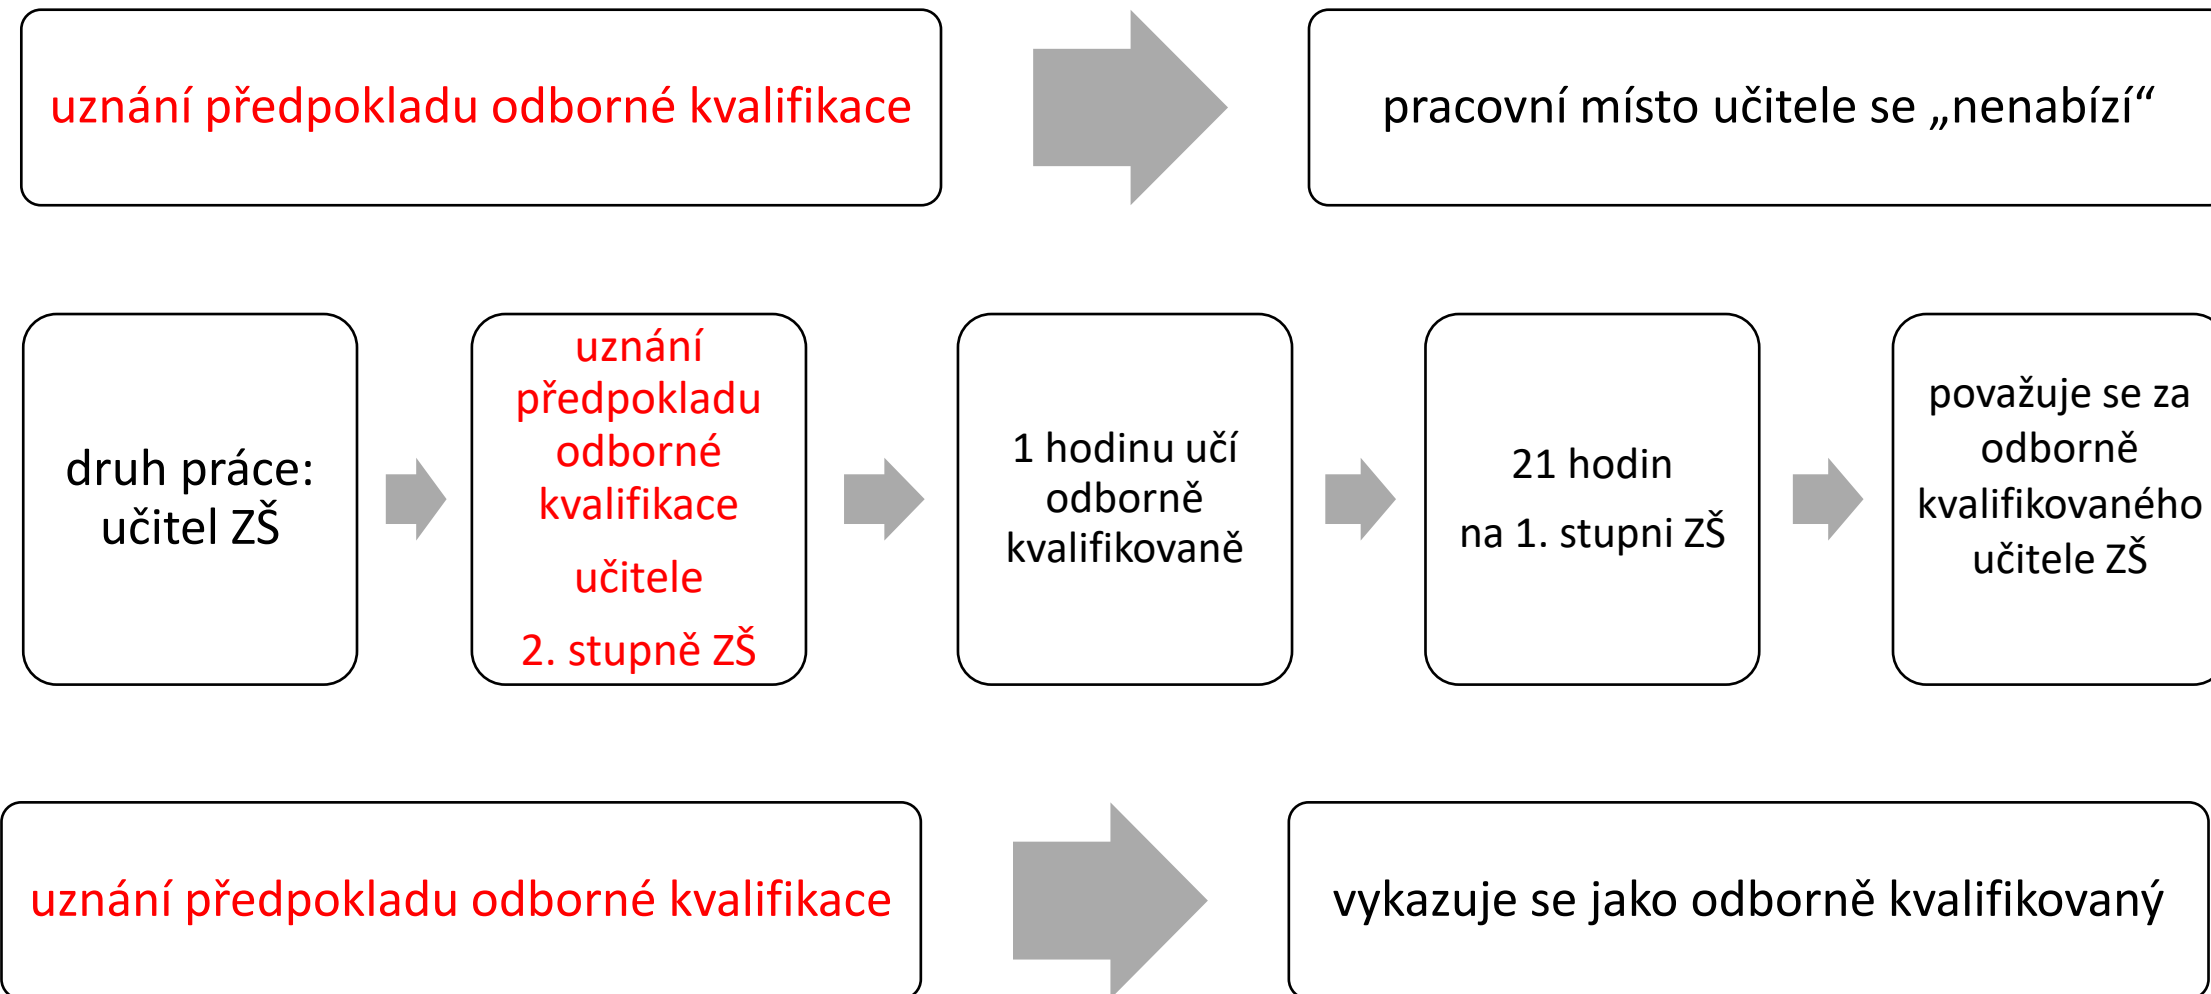 uznání předpokladu odborné kvalifikace
pracovní místo učitele se „nenabízí“
druh práce:
učitel ZŠ
uznání
předpokladu
odborné
kvalifikace
učitele
2. stupně ZŠ
1 hodinu učí
odborně
kvalifikovaně
21 hodin
na 1. stupni ZŠ
považuje se za
odborně
kvalifikovaného
učitele ZŠ
uznání předpokladu odborné kvalifikace
vykazuje se jako odborně kvalifikovaný